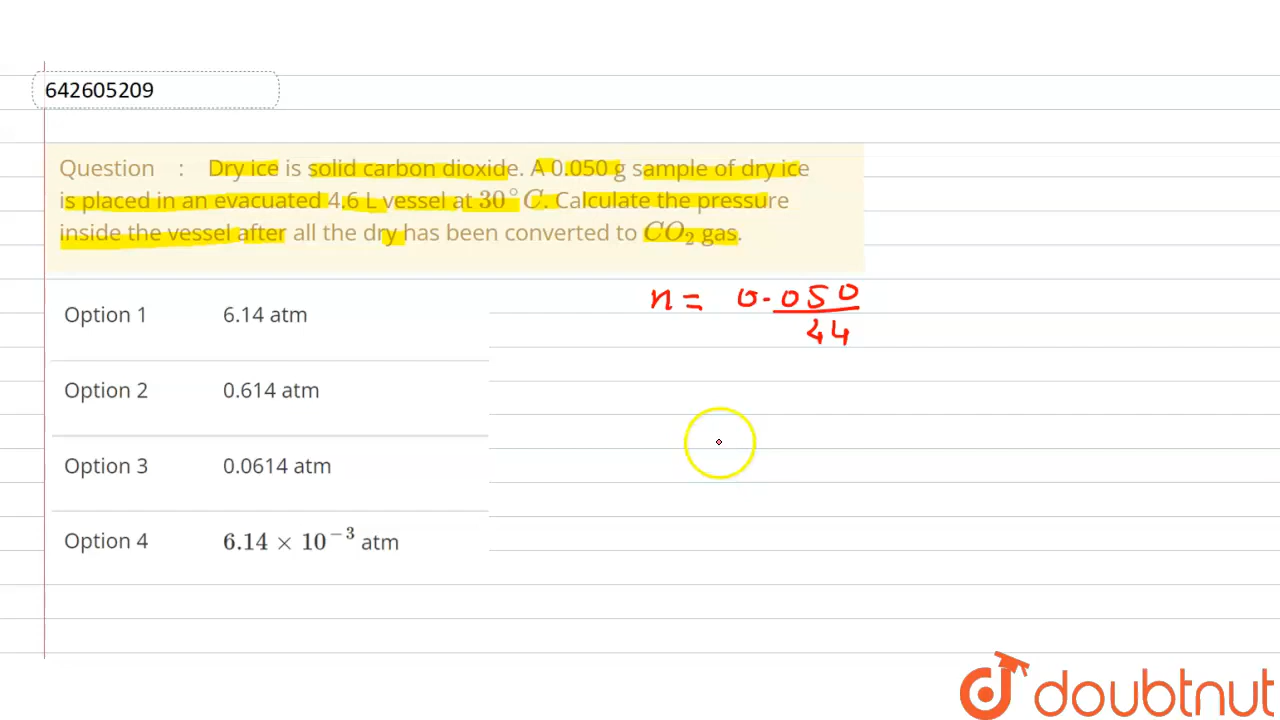 642605209
Question : Dry ice is solid carbon dioxide. A 0.050 g sample of dry ice
is placed in an evacuated 4.6 L vessel at 30°C. Calculate the pressure
inside the vessel after all the dry has been converted to CO₂ gas.
n = 0.050
44
Option 1 6.14 atm
Option 2 0.614 atm
Option 3 0.0614 atm
Option 4 6.14 × 10⁻³ atm
doubtnut